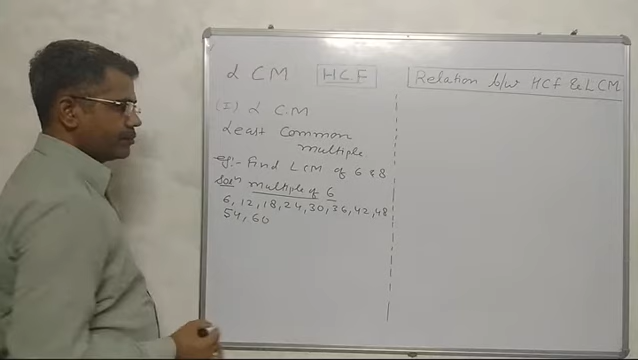 LCM
HCF
Relation b/w HCF & LCM
(I) L C.M
Least Common
multiple
eg:- Find LCM of 6 & 8
Solⁿ multiple of 6
6, 12, 18, 24, 30, 36, 42, 48
54, 60